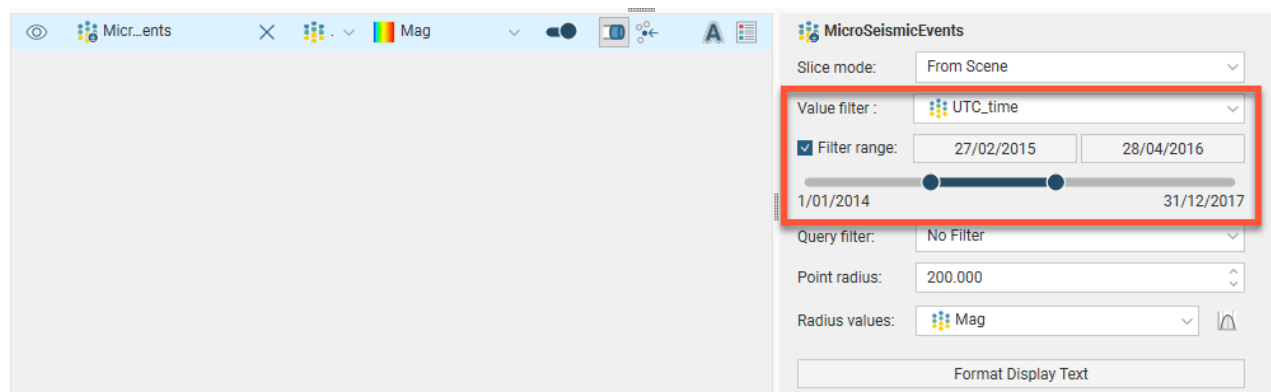 Micr...ents . Mag A
MicroSeismicEvents
Slice mode: From Scene
Value filter : UTC_time
Filter range: 27/02/2015 28/04/2016
1/01/2014 31/12/2017
Query filter: No Filter
Point radius: 200.000
Radius values: Mag
Format Display Text